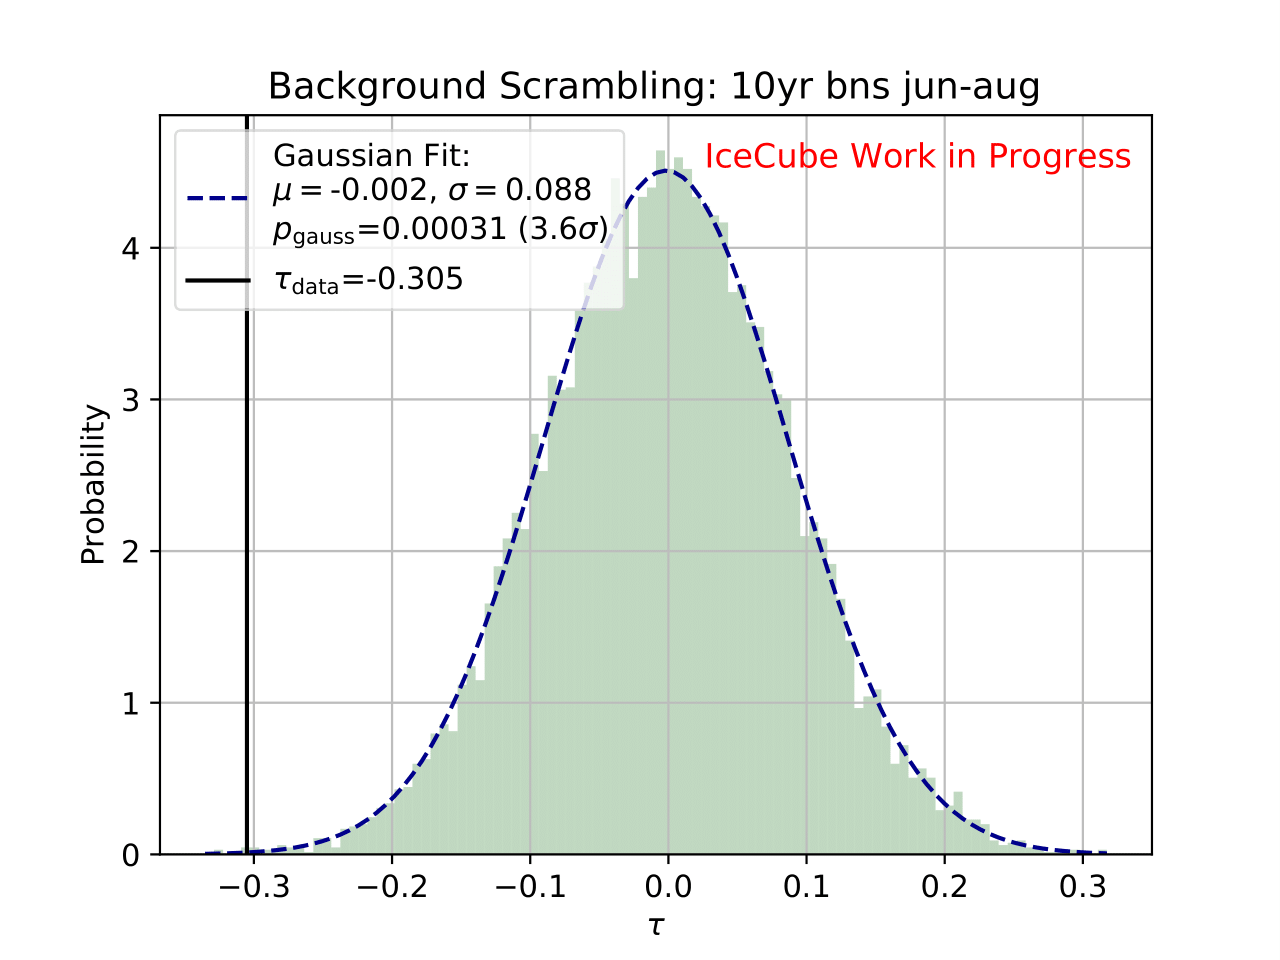 Background Scrambling: 10yr bns jun-aug
Gaussian Fit:
μ = -0.002, σ = 0.088
p_gauss=0.00031 (3.6σ)
τ_data=-0.305
IceCube Work in Progress
Probability
4
3
2
1
0
−0.3 −0.2 −0.1 0.0 0.1 0.2 0.3
τ